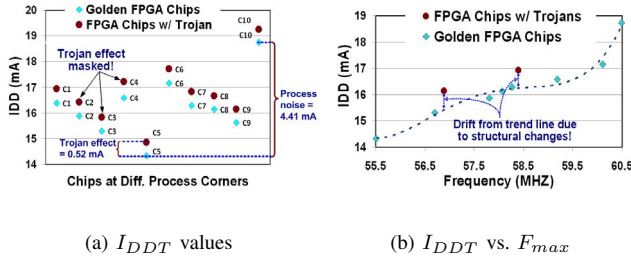 Golden FPGA Chips
FPGA Chips w/ Trojan
IDD (mA)
20
19
18
17
16
15
14
Trojan effect
masked!
C1
C1
C2
C2
C3
C3
C4
C4
C5
C5
C6
C6
C7
C7
C8
C8
C9
C9
C10
C10
Trojan effect
= 0.52 mA
Process
noise =
4.41 mA
Chips at Diff. Process Corners
(a) IDDT values
FPGA Chips w/ Trojans
Golden FPGA Chips
IDD (mA)
20
19
18
17
16
15
14
Drift from trend line due
to structural changes!
55.5 56.5 57.5 58.5 59.5 60.5
Frequency (MHZ)
(b) IDDT vs. Fmax